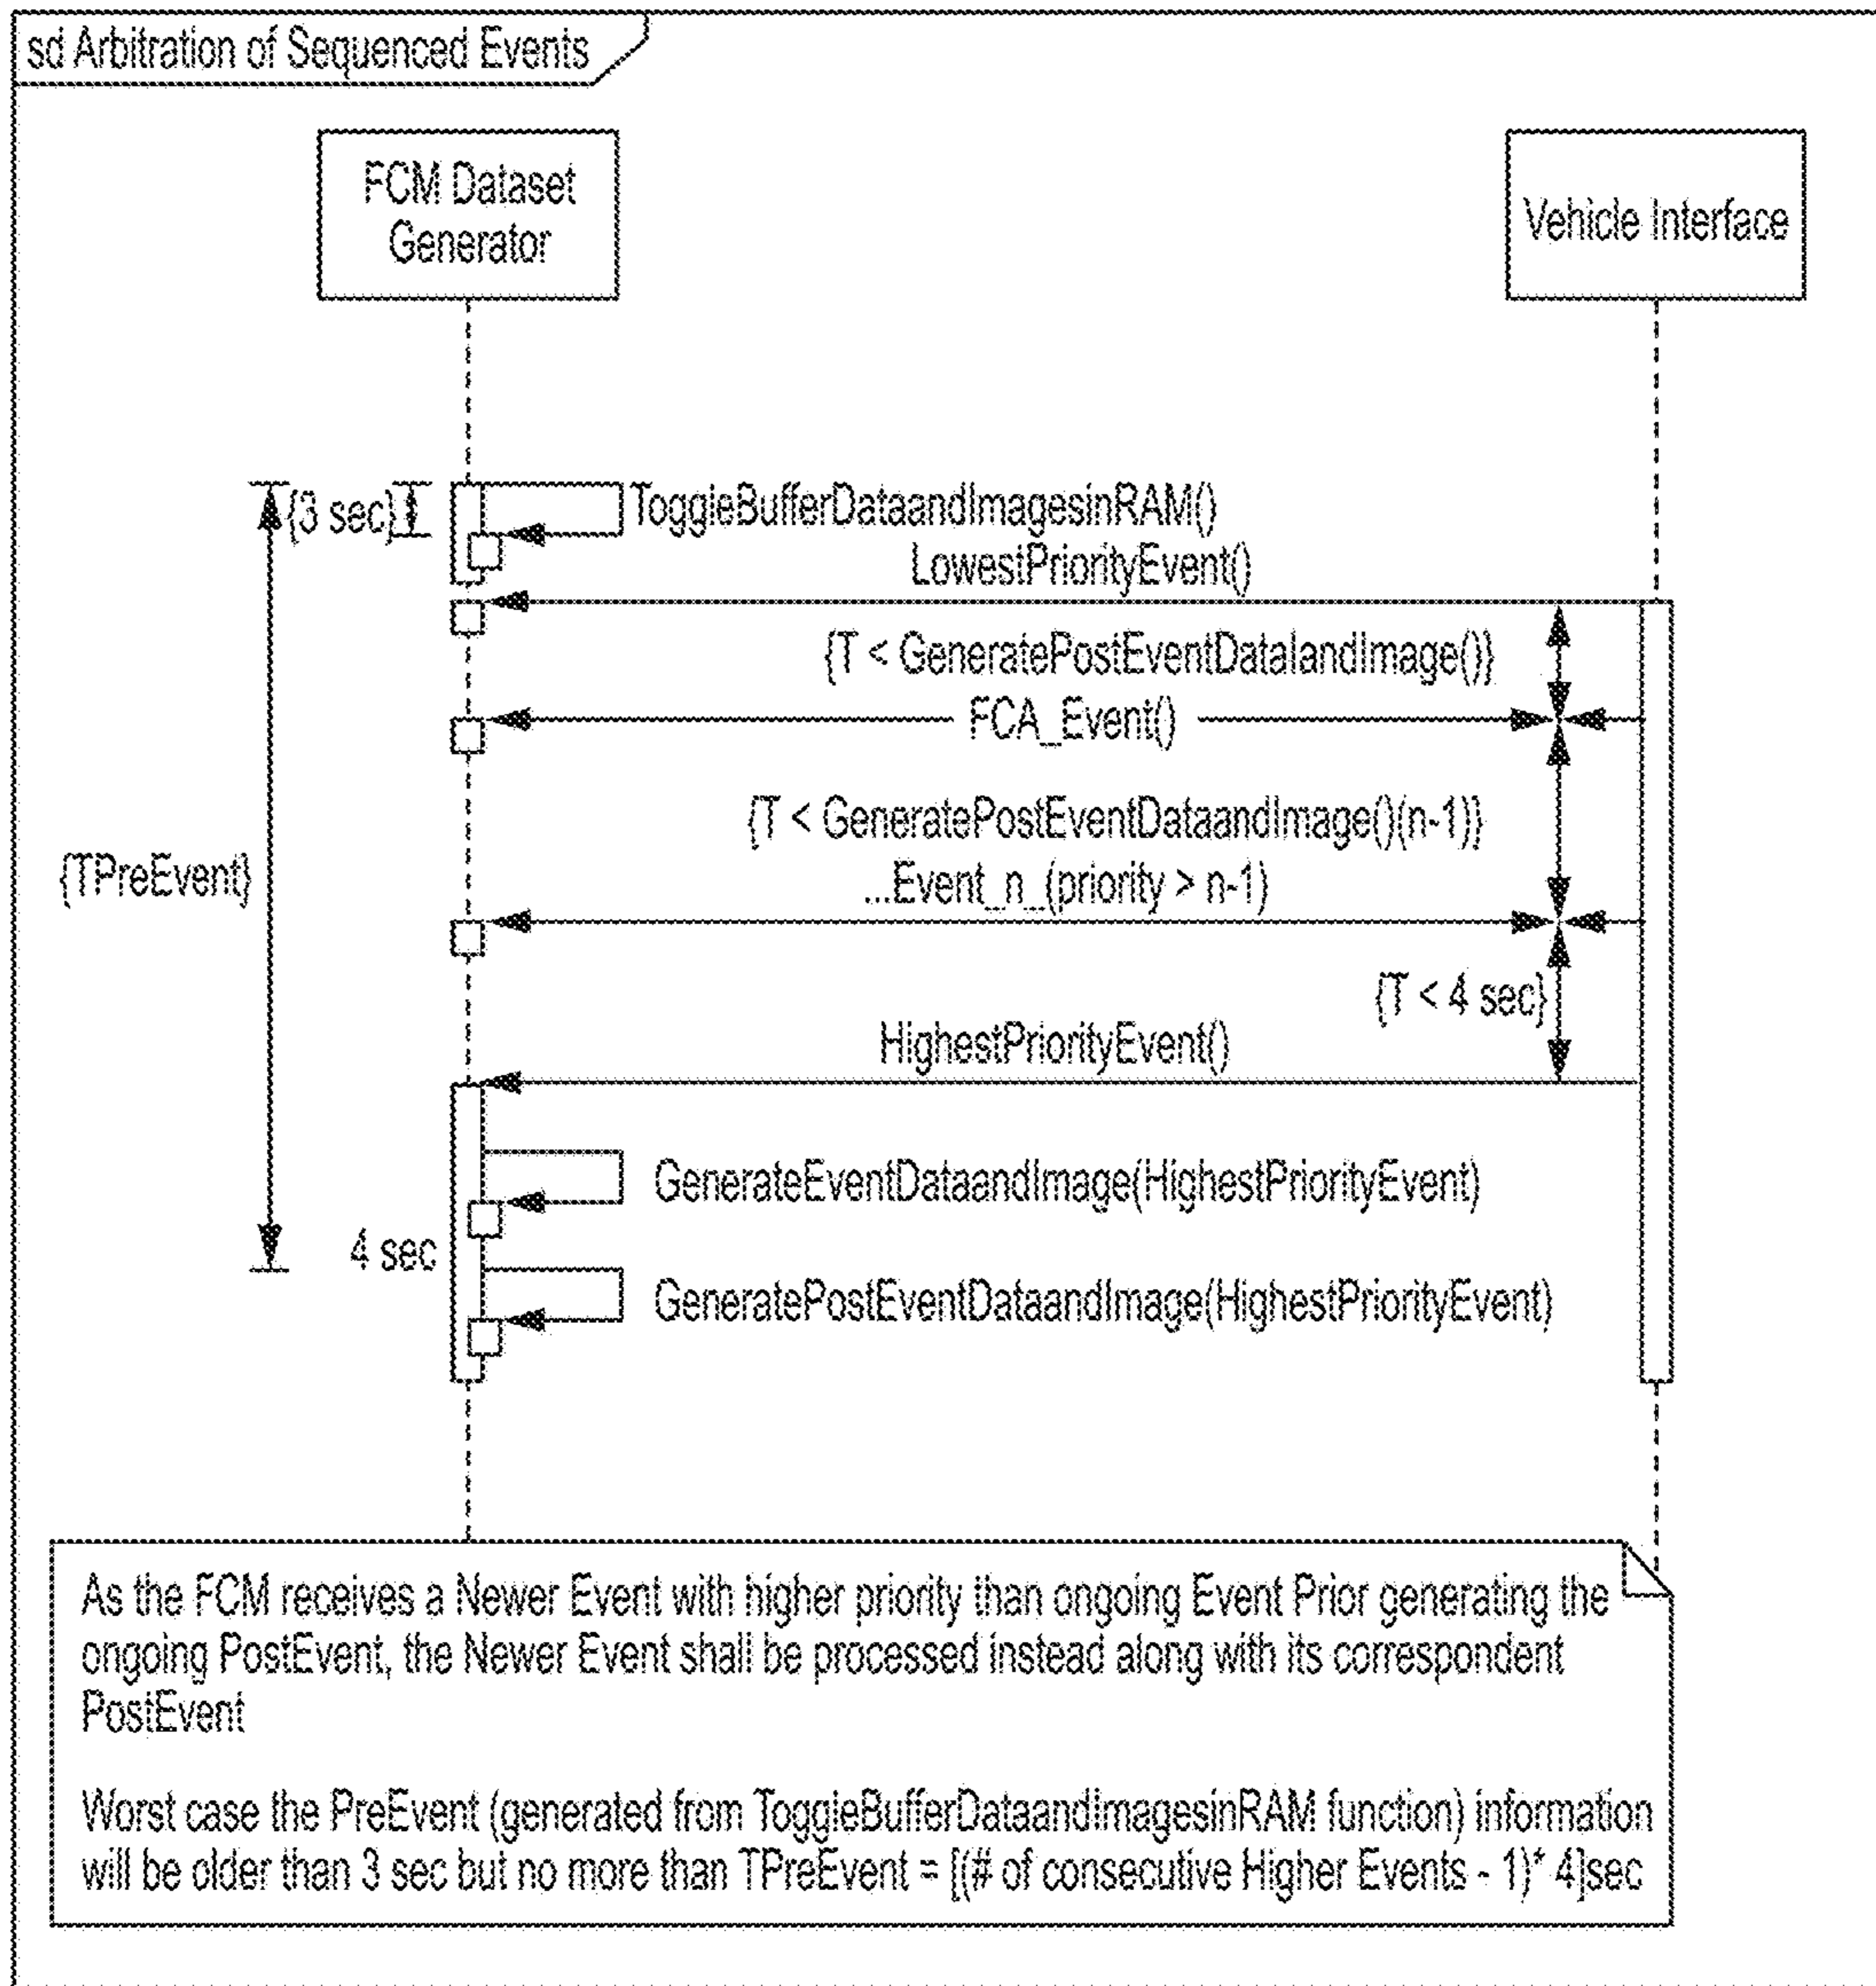 sd Arbitration of Sequenced Events
FCM Dataset
Generator
Vehicle Interface
{3 sec}
ToggleBufferDataandImagesinRAM()
LowestPriorityEvent()
{T < GeneratePostEventDataIandImage()}
FCA_Event()
{T < GeneratePostEventDataandImage()(n-1)}
{TPreEvent}
...Event_n_(priority > n-1)
{T < 4 sec}
HighestPriorityEvent()
GenerateEventDataandImage(HighestPriorityEvent)
4 sec
GeneratePostEventDataandImage(HighestPriorityEvent)
As the FCM receives a Newer Event with higher priority than ongoing Event Prior generating the
ongoing PostEvent, the Newer Event shall be processed instead along with its correspondent
PostEvent
Worst case the PreEvent (generated from ToggleBufferDataandImagesinRAM function) information
will be older than 3 sec but no more than TPreEvent = [(# of consecutive Higher Events - 1)* 4]sec